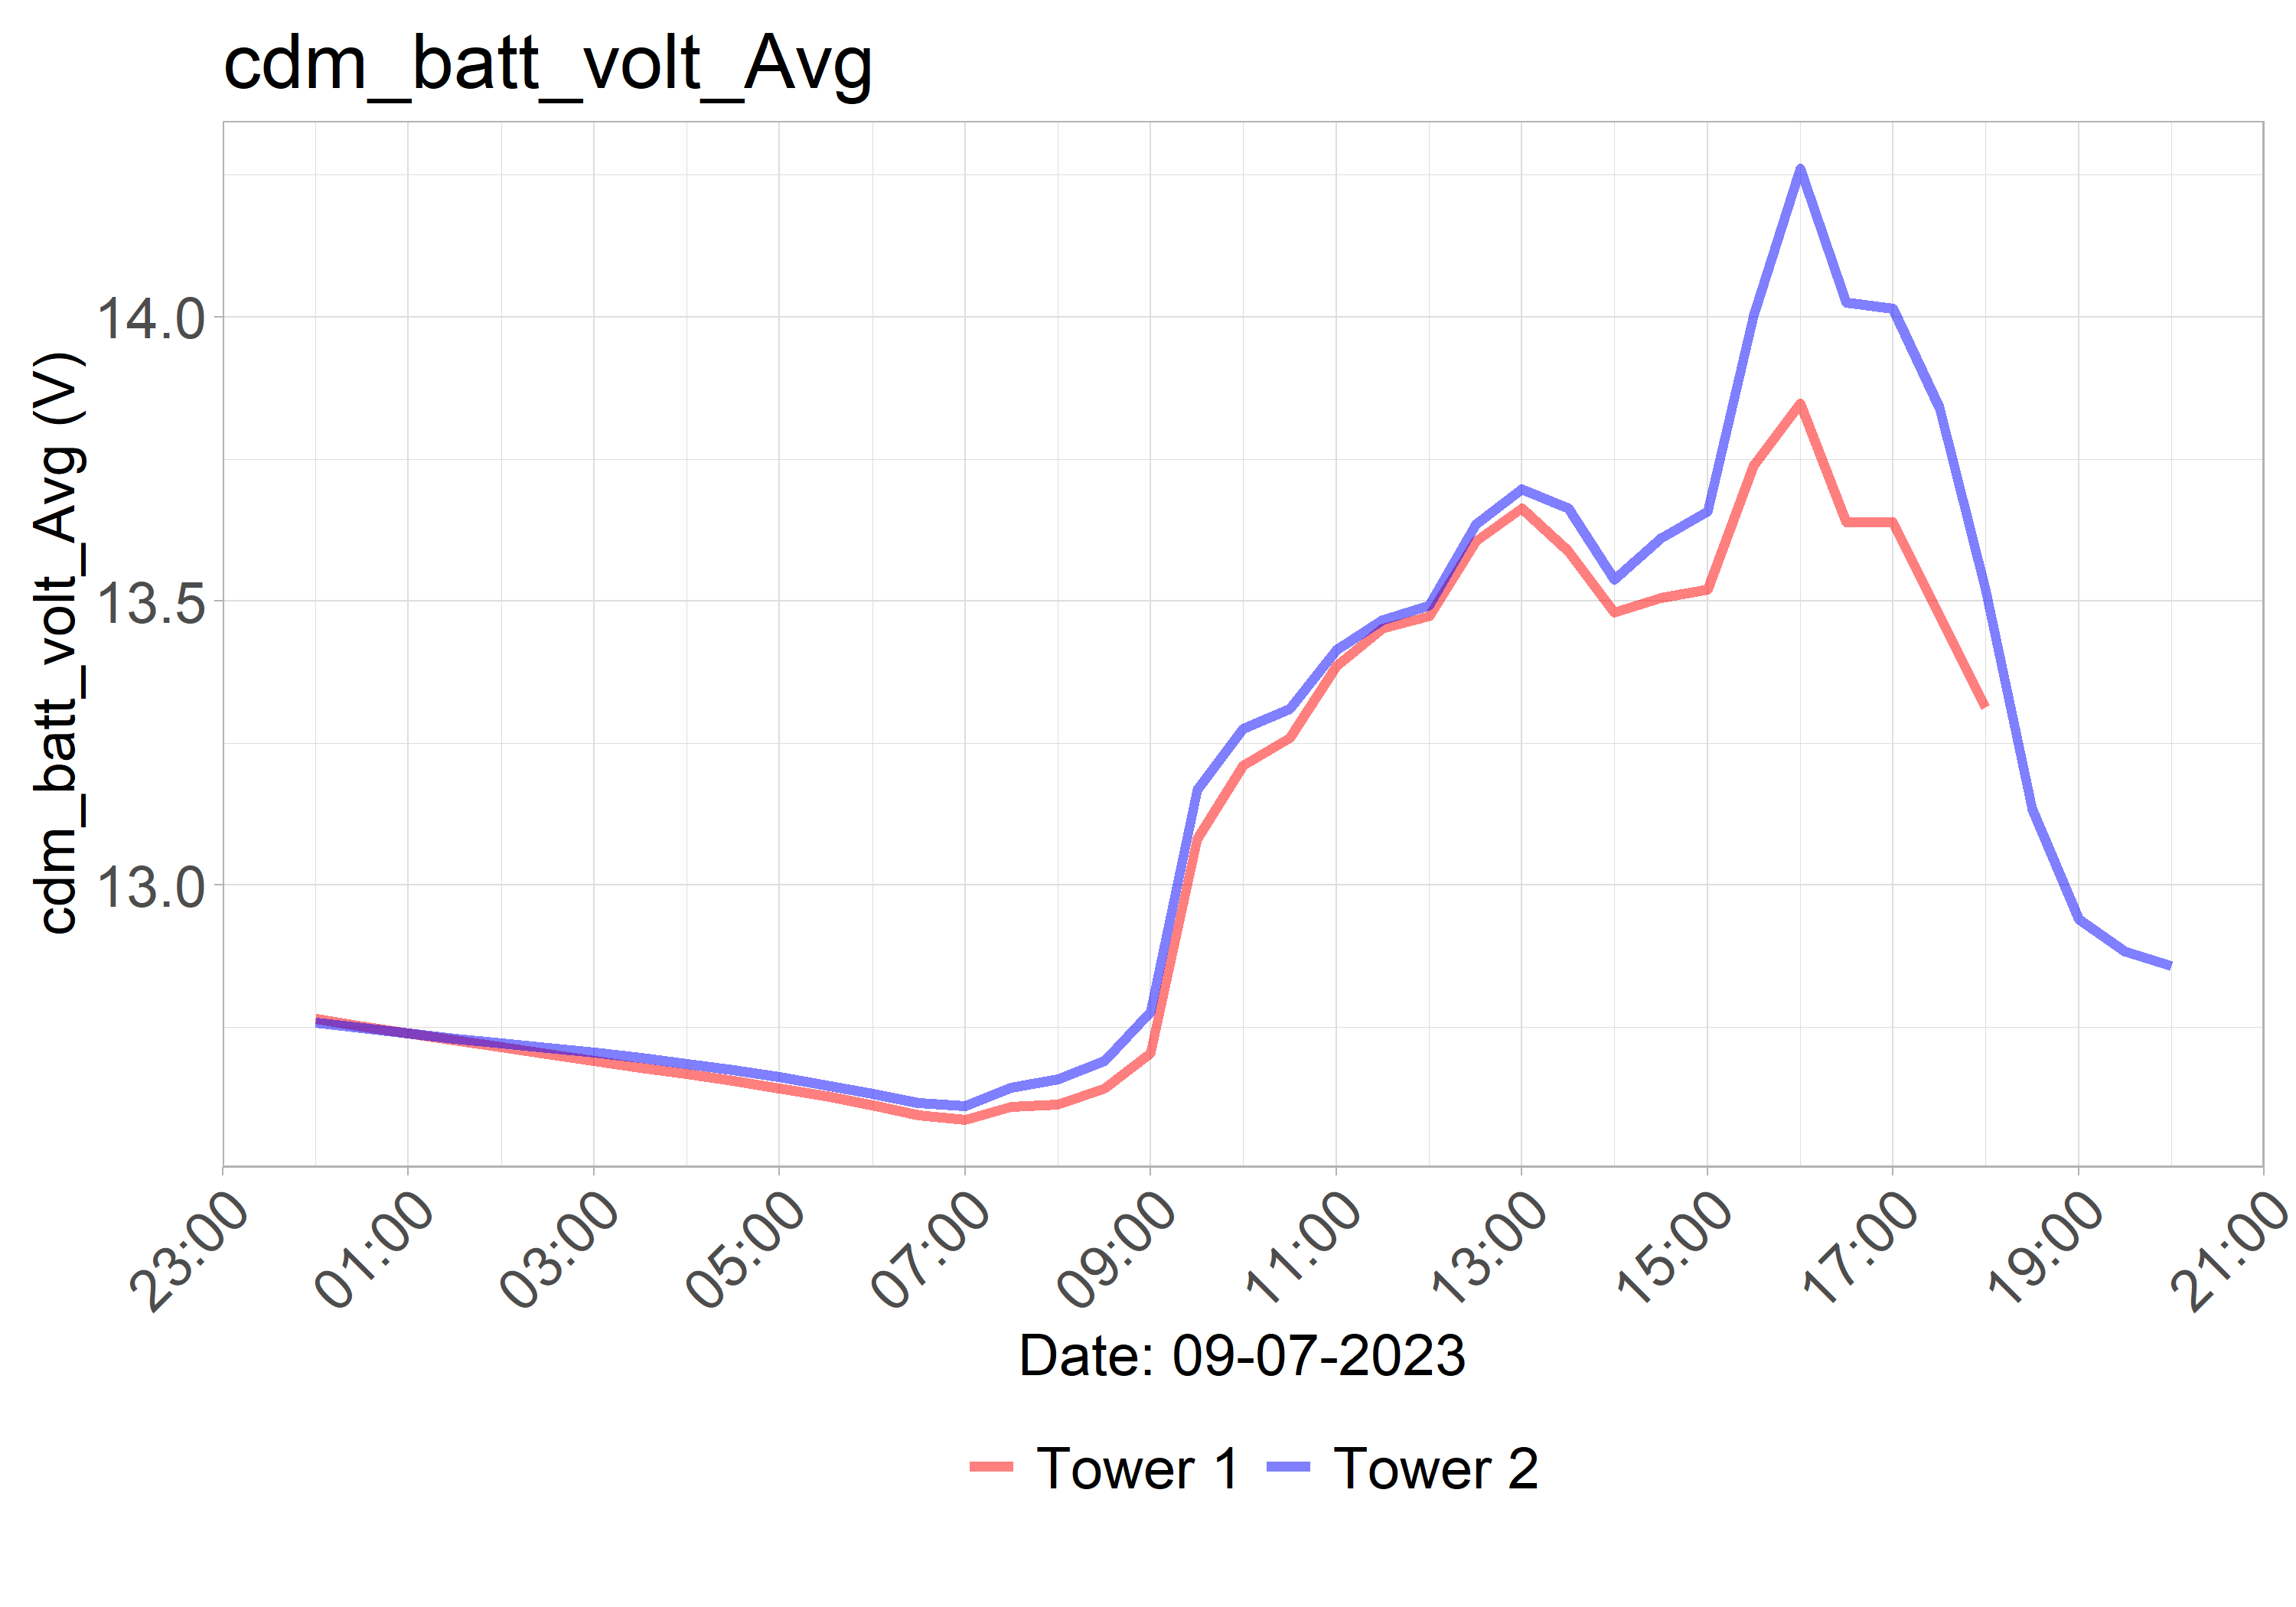 cdm_batt_volt_Avg
cdm_batt_volt_Avg (V)
14.0
13.5
13.0
23:00 01:00 03:00 05:00 07:00 09:00 11:00 13:00 15:00 17:00 19:00 21:00
Date: 09-07-2023
Tower 1 Tower 2